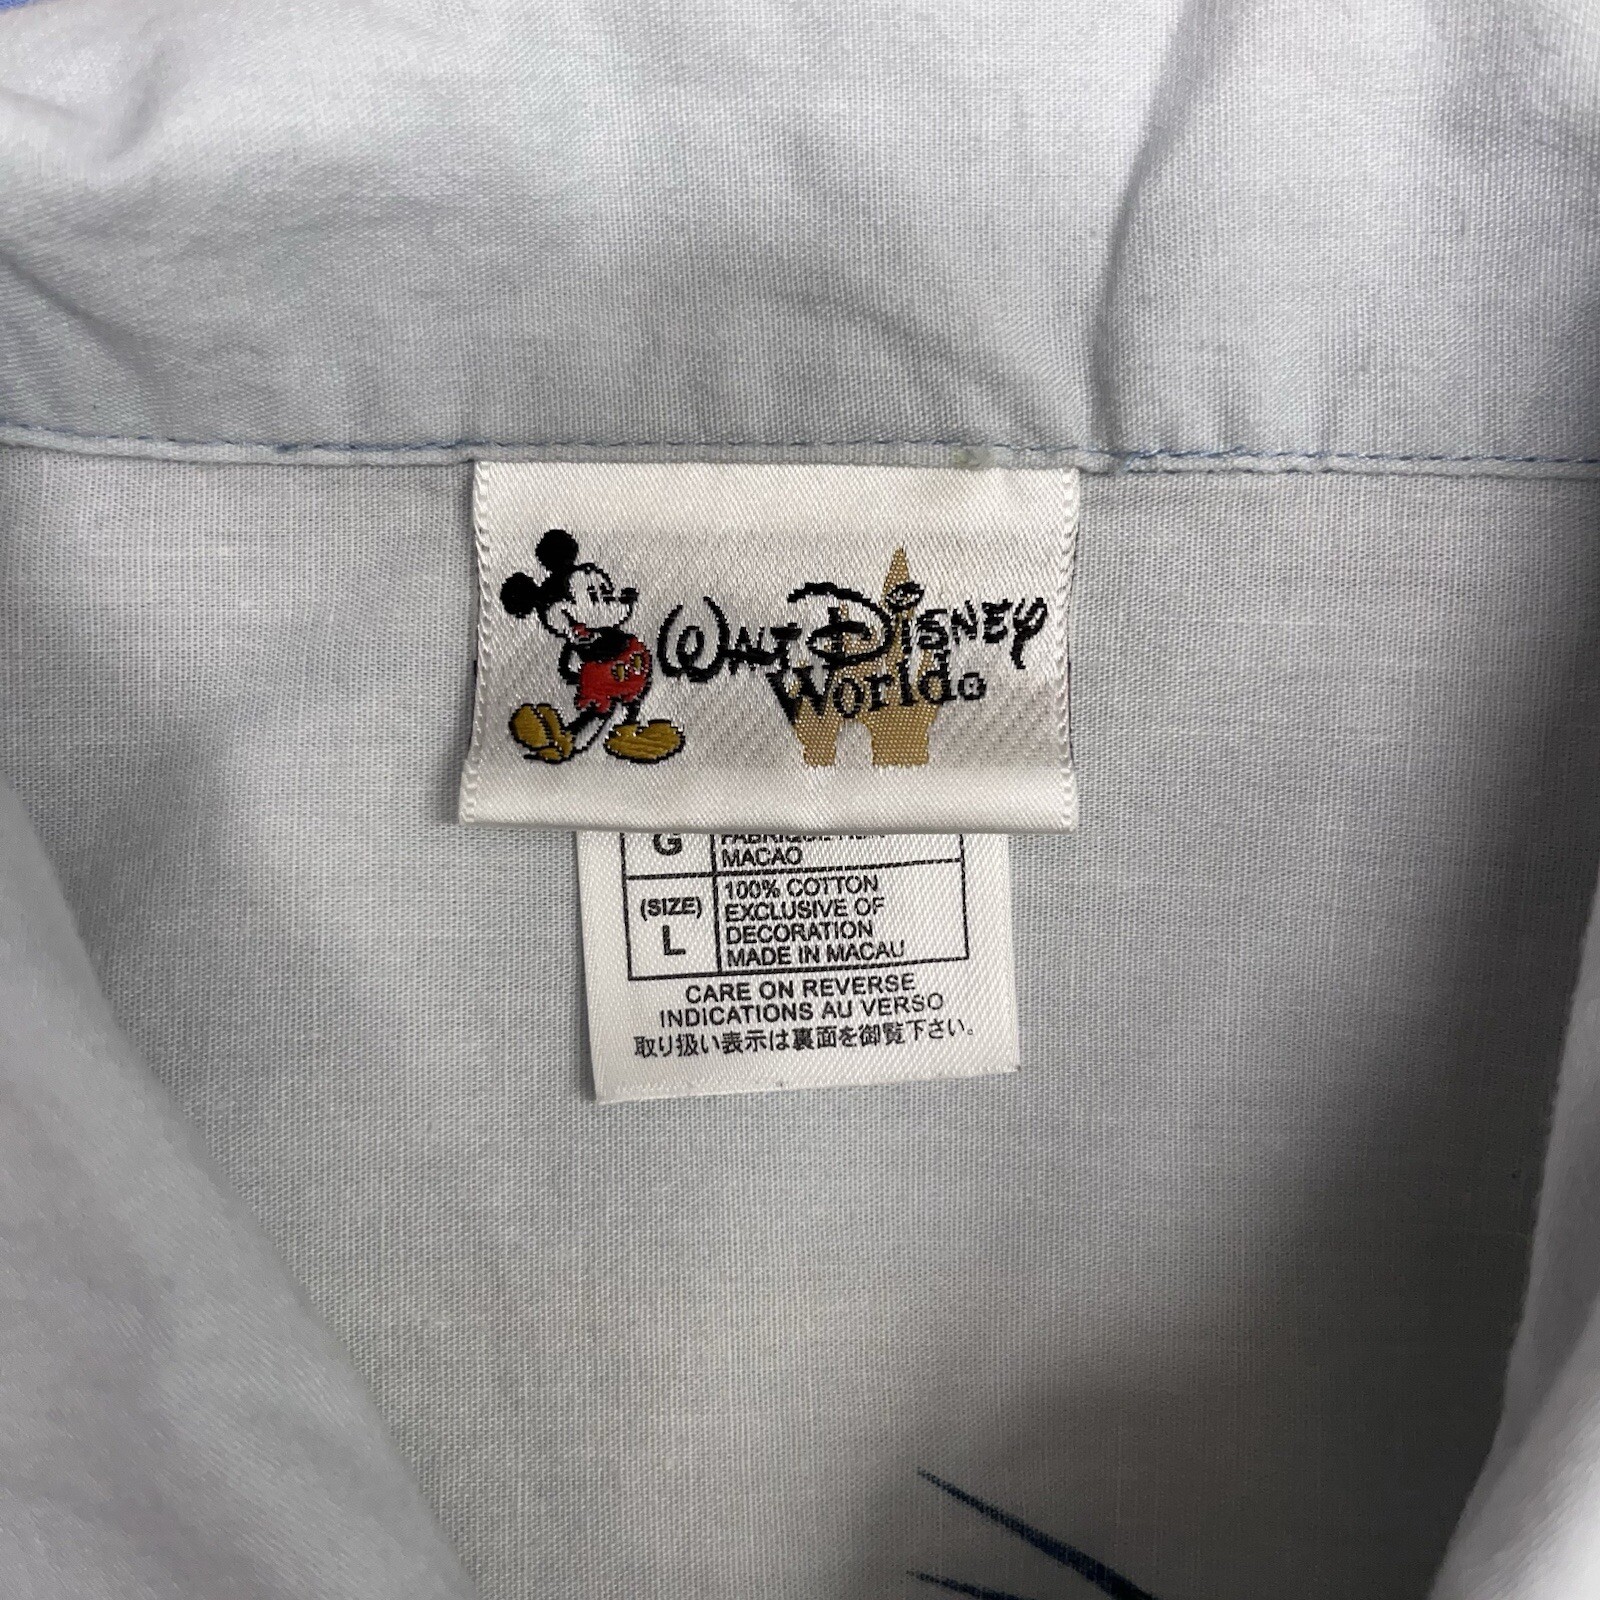 WALT DISNEY
World®
G
MACAO
(SIZE)
L
100% COTTON
EXCLUSIVE OF
DECORATION
MADE IN MACAU
CARE ON REVERSE
INDICATIONS AU VERSO
取り扱い表示は裏面を御覧下さい。